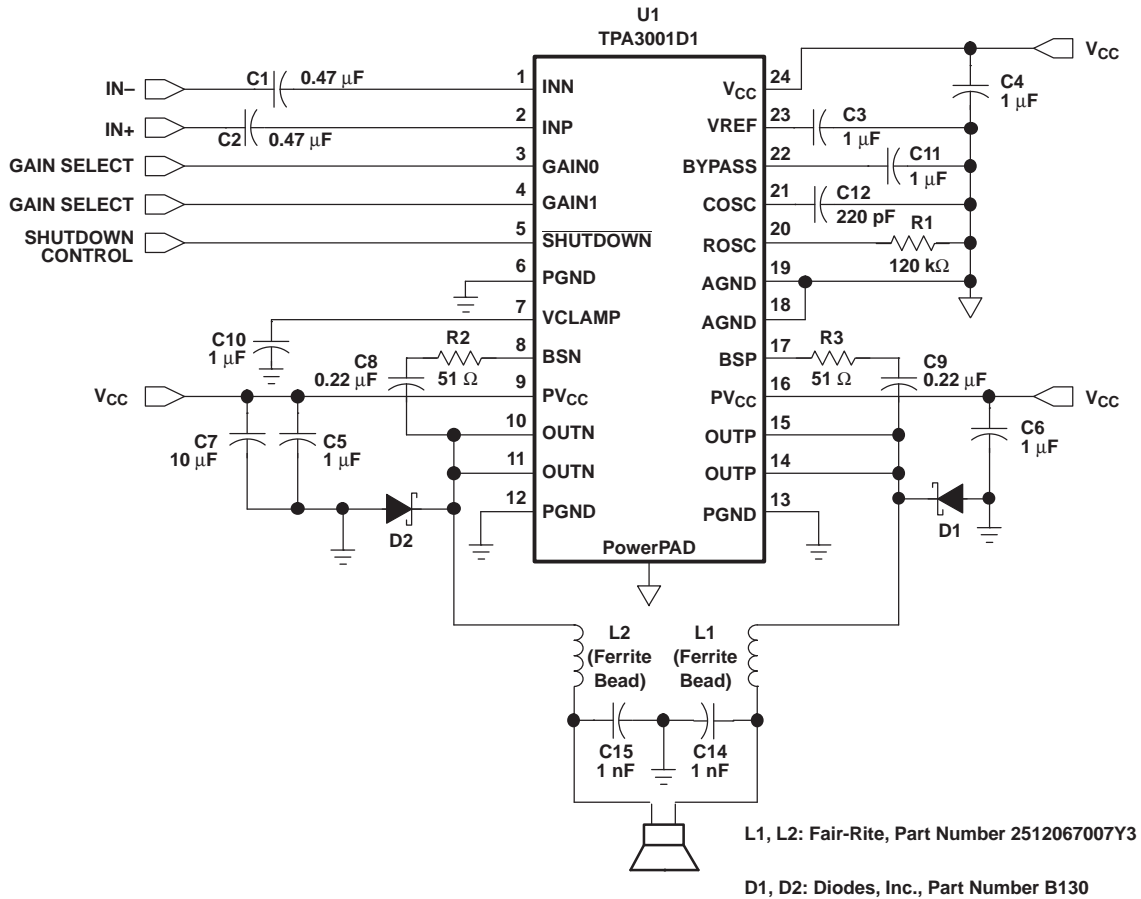 U1
TPA3001D1
IN–
C1
0.47 µF
1
INN
IN+
C2
0.47 µF
2
INP
GAIN SELECT
3
GAIN0
GAIN SELECT
4
GAIN1
SHUTDOWN
CONTROL
5
SHUTDOWN
6
PGND
7
VCLAMP
C10
1 µF
8
BSN
R2
51 Ω
C8
0.22 µF
VCC
9
PVCC
C7
10 µF
C5
1 µF
10
OUTN
11
OUTN
12
PGND
D2
PowerPAD
24
VCC
VCC
C4
1 µF
23
VREF
C3
1 µF
22
BYPASS
C11
1 µF
21
COSC
C12
220 pF
20
ROSC
R1
120 kΩ
19
AGND
18
AGND
17
BSP
R3
51 Ω
C9
0.22 µF
16
PVCC
VCC
C6
1 µF
15
OUTP
14
OUTP
13
PGND
D1
L2
(Ferrite
Bead)
L1
(Ferrite
Bead)
C15
1 nF
C14
1 nF
L1, L2: Fair-Rite, Part Number 2512067007Y3
D1, D2: Diodes, Inc., Part Number B130